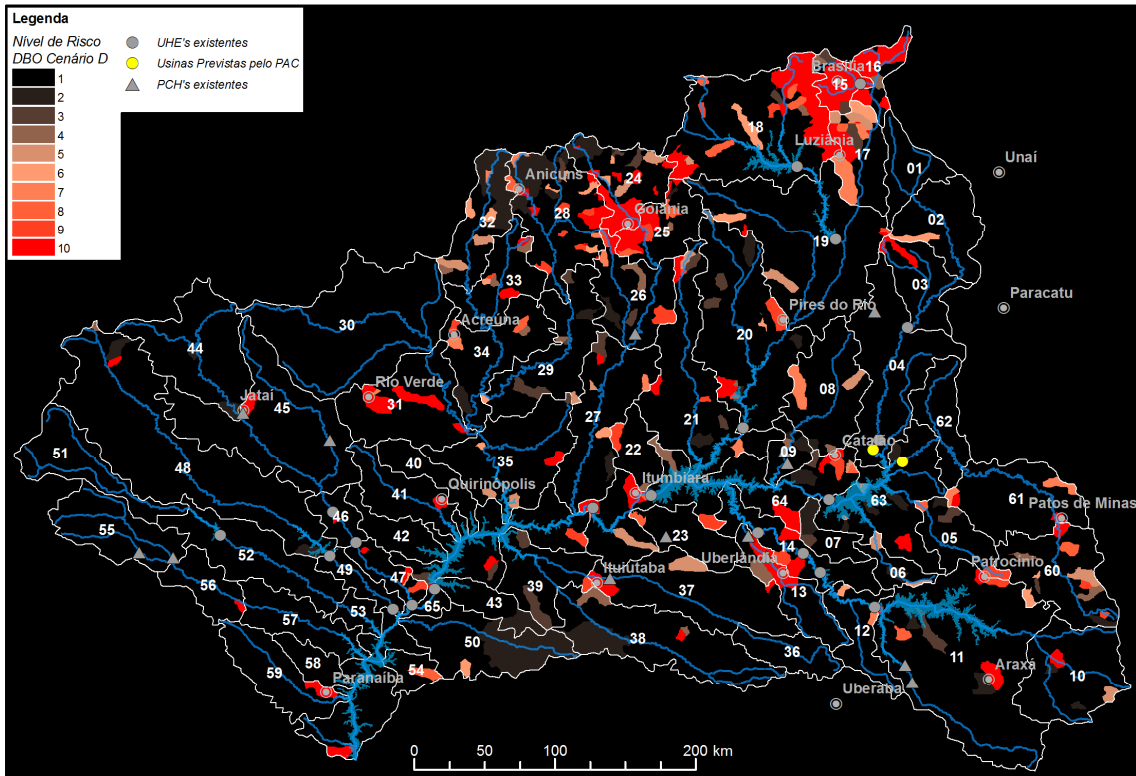 Legenda
Nível de Risco
DBO Cenário D
1
2
3
4
5
6
7
8
9
10
UHE's existentes
Usinas Previstas pelo PAC
PCH's existentes
Brasília
16
15
18
Luziânia
17
01
Unaí
Anicuns
24
02
32
28
Goiânia
25
19
03
33
26
Paracatu
30
Acreúna
Pires do Rio
44
34
20
29
04
08
Rio Verde
31
Jataí
45
27
21
62
51
48
40
35
22
09
Catalão
41
Quirinópolis
Itumbiara
64
63
61
Patos de Minas
46
42
23
Uberlândia
14
07
05
55
52
49
47
39
Ituiutaba
37
06
Patrocínio
60
56
53
65
43
13
12
57
50
38
36
11
58
54
59
Paranaíba
Araxá
10
Uberaba
0 50 100 200 km